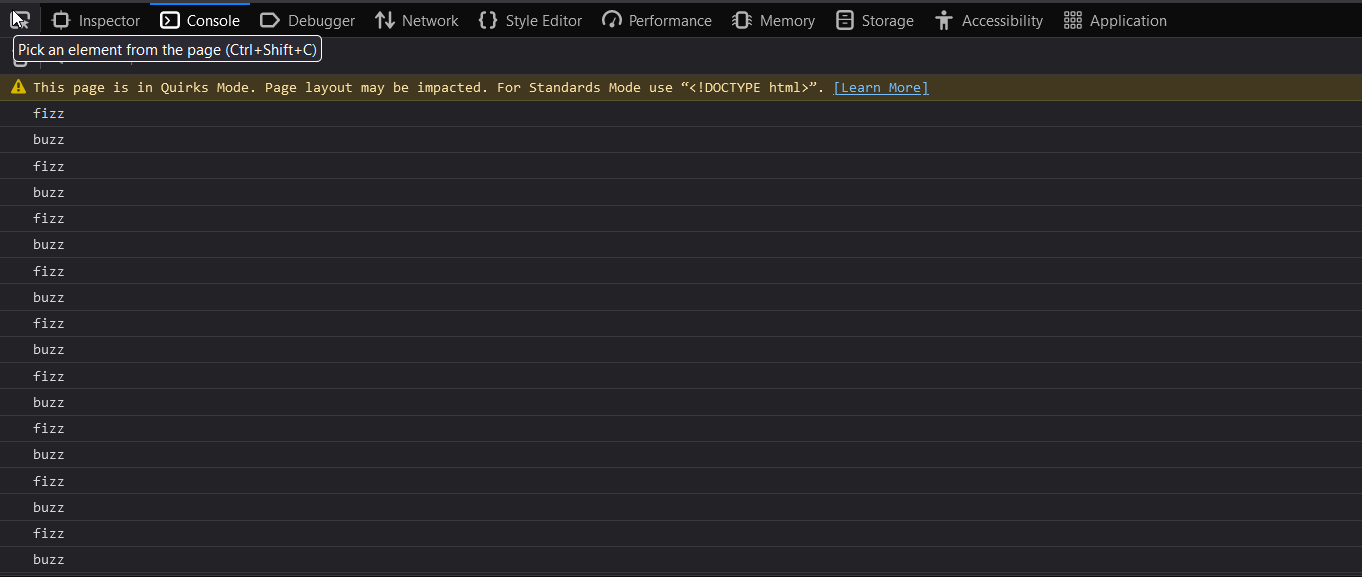 Inspector Console Debugger Network Style Editor Performance Memory Storage Accessibility Application
Pick an element from the page (Ctrl+Shift+C)
This page is in Quirks Mode. Page layout may be impacted. For Standards Mode use “<!DOCTYPE html>”. [Learn More]
fizz
buzz
fizz
buzz
fizz
buzz
fizz
buzz
fizz
buzz
fizz
buzz
fizz
buzz
fizz
buzz
fizz
buzz